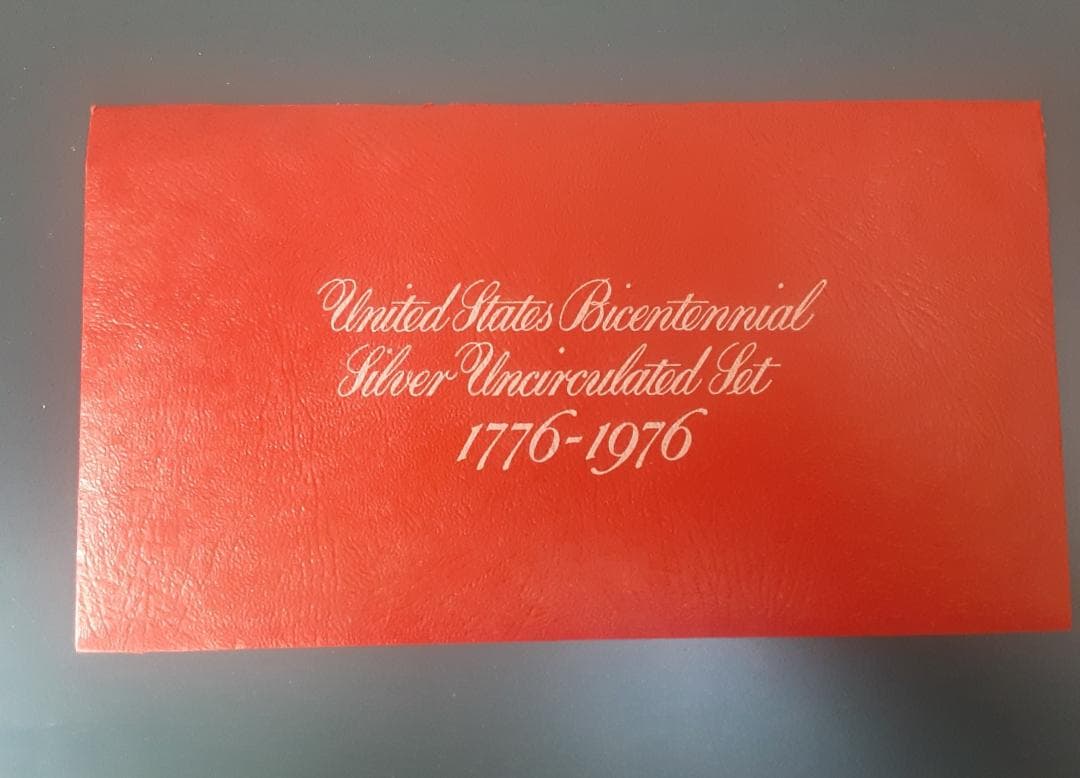 United States Bicentennial
Silver Uncirculated Set
1776-1976